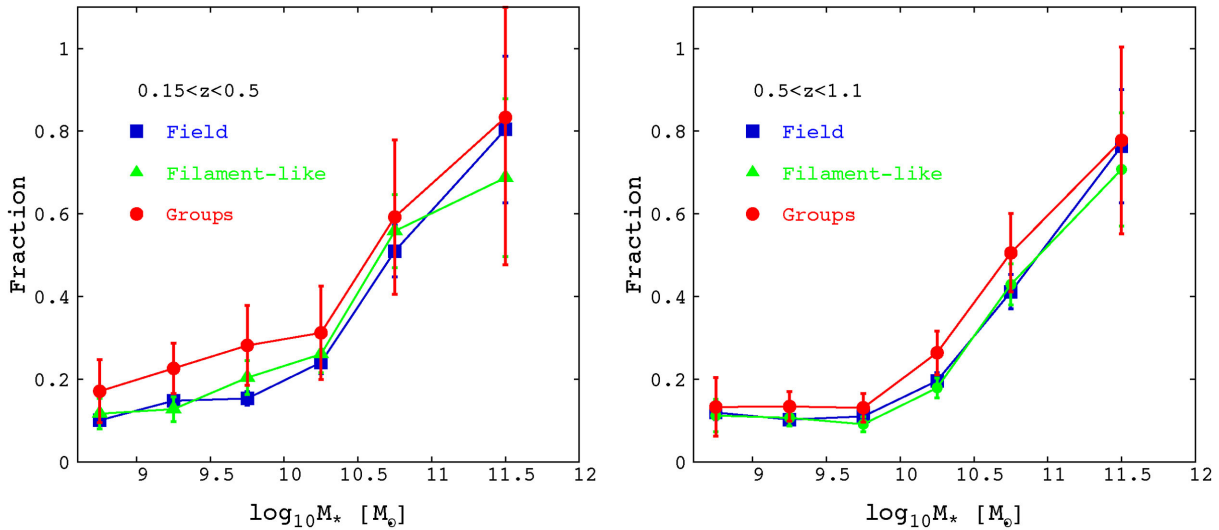 1
0.8
0.6
0.4
0.2
0
Fraction
0.15<z<0.5
Field
Filament-like
Groups
9 9.5 10 10.5 11 11.5 12
log₁₀M* [M⊙]
1
0.8
0.6
0.4
0.2
0
Fraction
0.5<z<1.1
Field
Filament-like
Groups
9 9.5 10 10.5 11 11.5 12
log₁₀M* [M⊙]